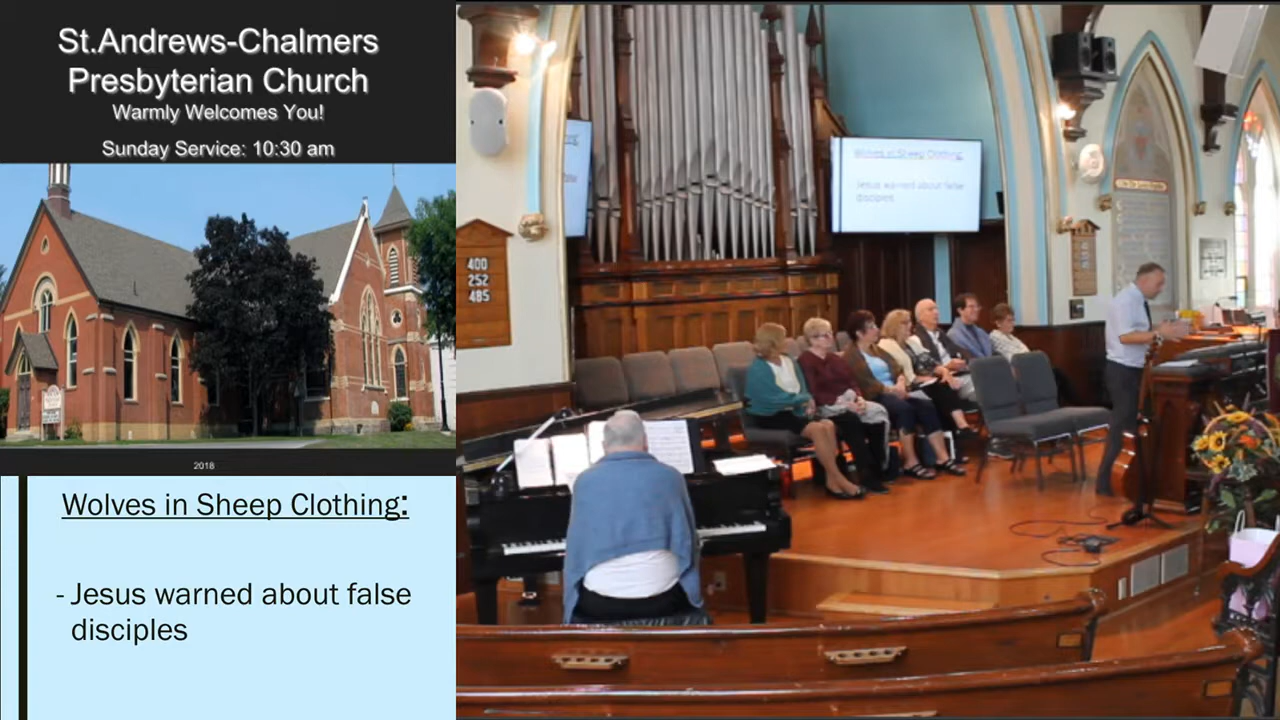 St.Andrews-Chalmers
Presbyterian Church
Warmly Welcomes You!
Sunday Service: 10:30 am
2018
Wolves in Sheep Clothing:
- Jesus warned about false
disciples
Wolves in Sheep Clothing:
Jesus warned about false
disciples
400
252
485